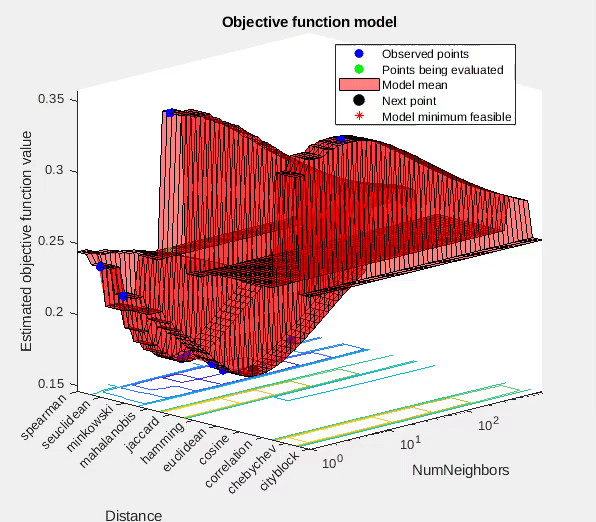 Objective function model
Observed points
Points being evaluated
Model mean
Next point
Model minimum feasible
Estimated objective function value
0.35
0.3
0.25
0.2
0.15
spearman
seuclidean
minkowski
mahalanobis
jaccard
hamming
euclidean
cosine
correlation
chebychev
cityblock
Distance
10^0
10^1
10^2
NumNeighbors